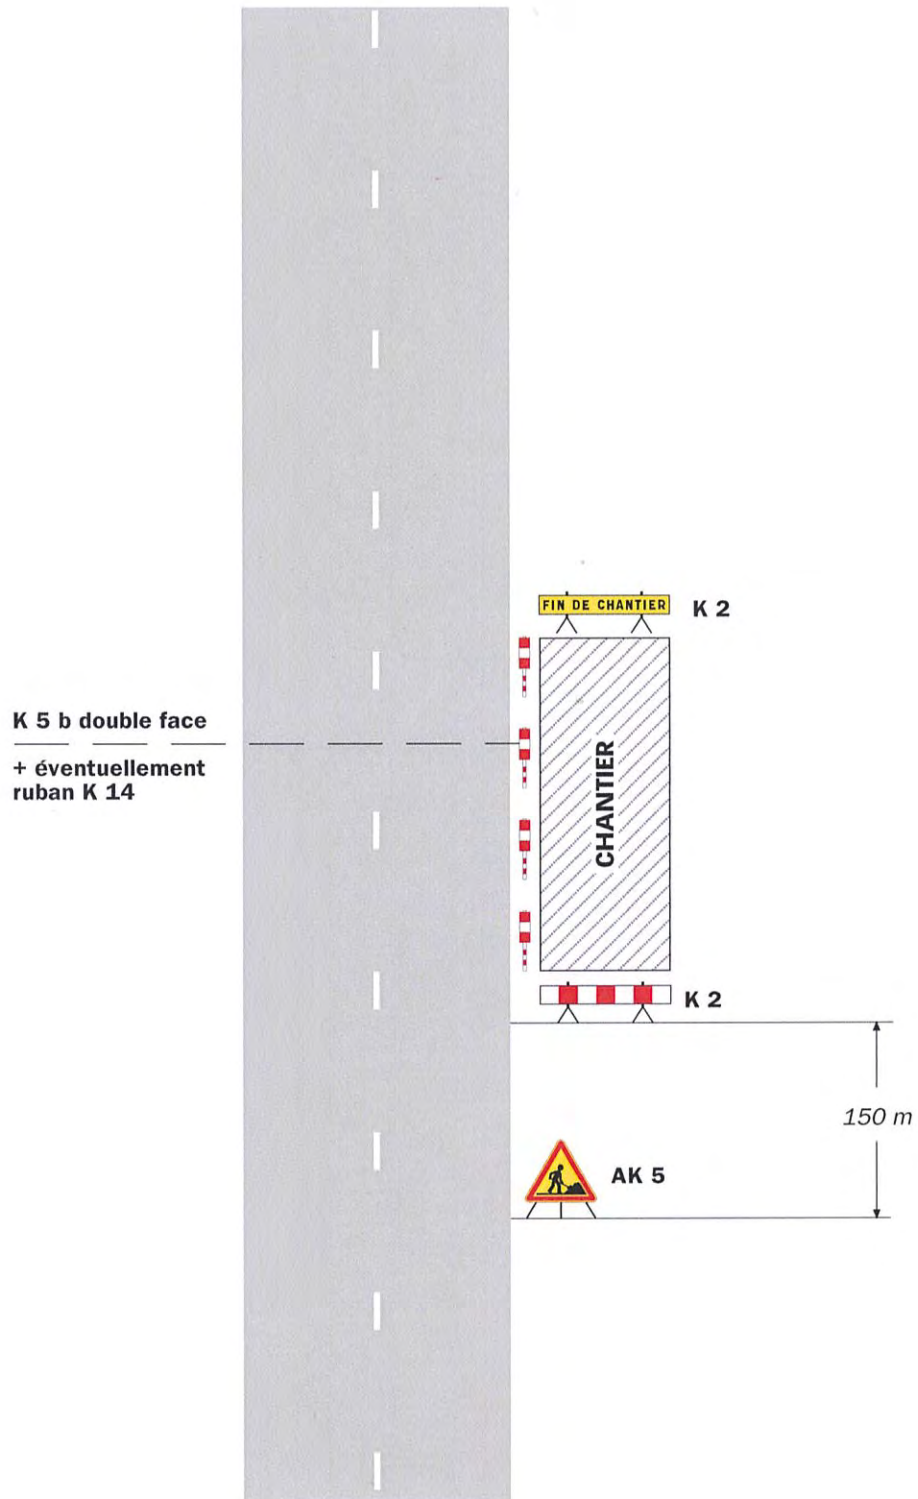 FIN DE CHANTIER
K 2
K 5 b double face
+ éventuellement
ruban K 14
CHANTIER
K 2
150 m
AK 5